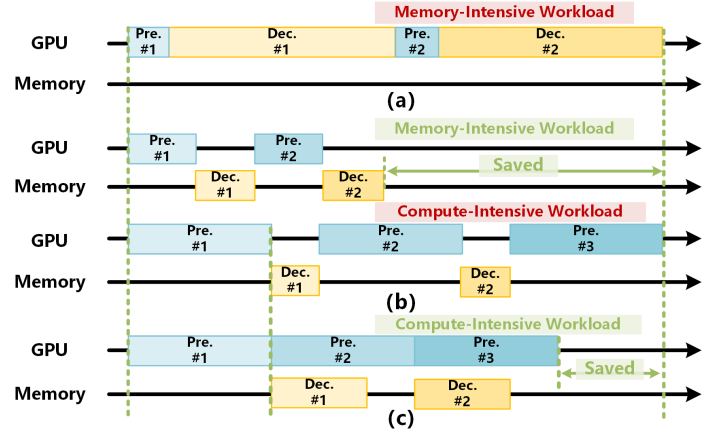 Memory-Intensive Workload
GPU
Pre. #1
Dec. #1
Pre. #2
Dec. #2
Memory
(a)
Memory-Intensive Workload
GPU
Pre. #1
Pre. #2
Saved
Memory
Dec. #1
Dec. #2
Compute-Intensive Workload
GPU
Pre. #1
Pre. #2
Pre. #3
Memory
Dec. #1
Dec. #2
(b)
Compute-Intensive Workload
GPU
Pre. #1
Pre. #2
Pre. #3
Saved
Memory
Dec. #1
Dec. #2
(c)